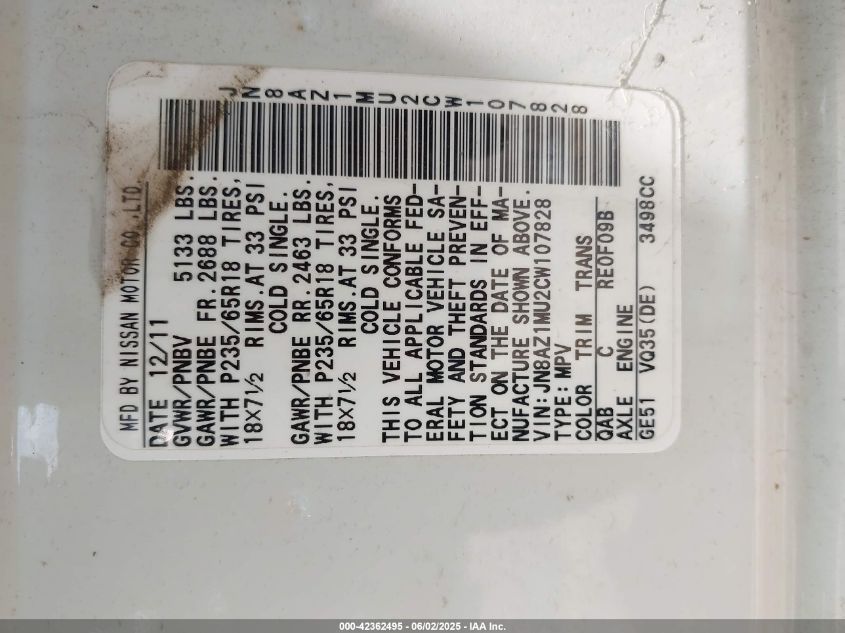 JN8AZ1MU2CW107828
MFD BY NISSAN MOTOR CO.,LTD.
DATE 12/11
GVWR/PNBV 5133 LBS.
GAWR/PNBE FR. 2688 LBS.
WITH P235/65R18 TIRES,
18X7½ RIMS. AT 33 PSI
COLD SINGLE.
GAWR/PNBE RR. 2463 LBS.
WITH P235/65R18 TIRES,
18X7½ RIMS. AT 33 PSI
COLD SINGLE.
THIS VEHICLE CONFORMS
TO ALL APPLICABLE FED-
ERAL MOTOR VEHICLE SA-
FETY AND THEFT PREVEN-
TION STANDARDS IN EFF-
ECT ON THE DATE OF MA-
NUFACTURE SHOWN ABOVE.
VIN: JN8AZ1MU2CW107828
TYPE: MPV
COLOR TRIM TRANS
QAB C RE0F09B
AXLE ENGINE
GE51 VQ35(DE) 3498CC
000-42362495 - 06/02/2025 - IAA Inc.